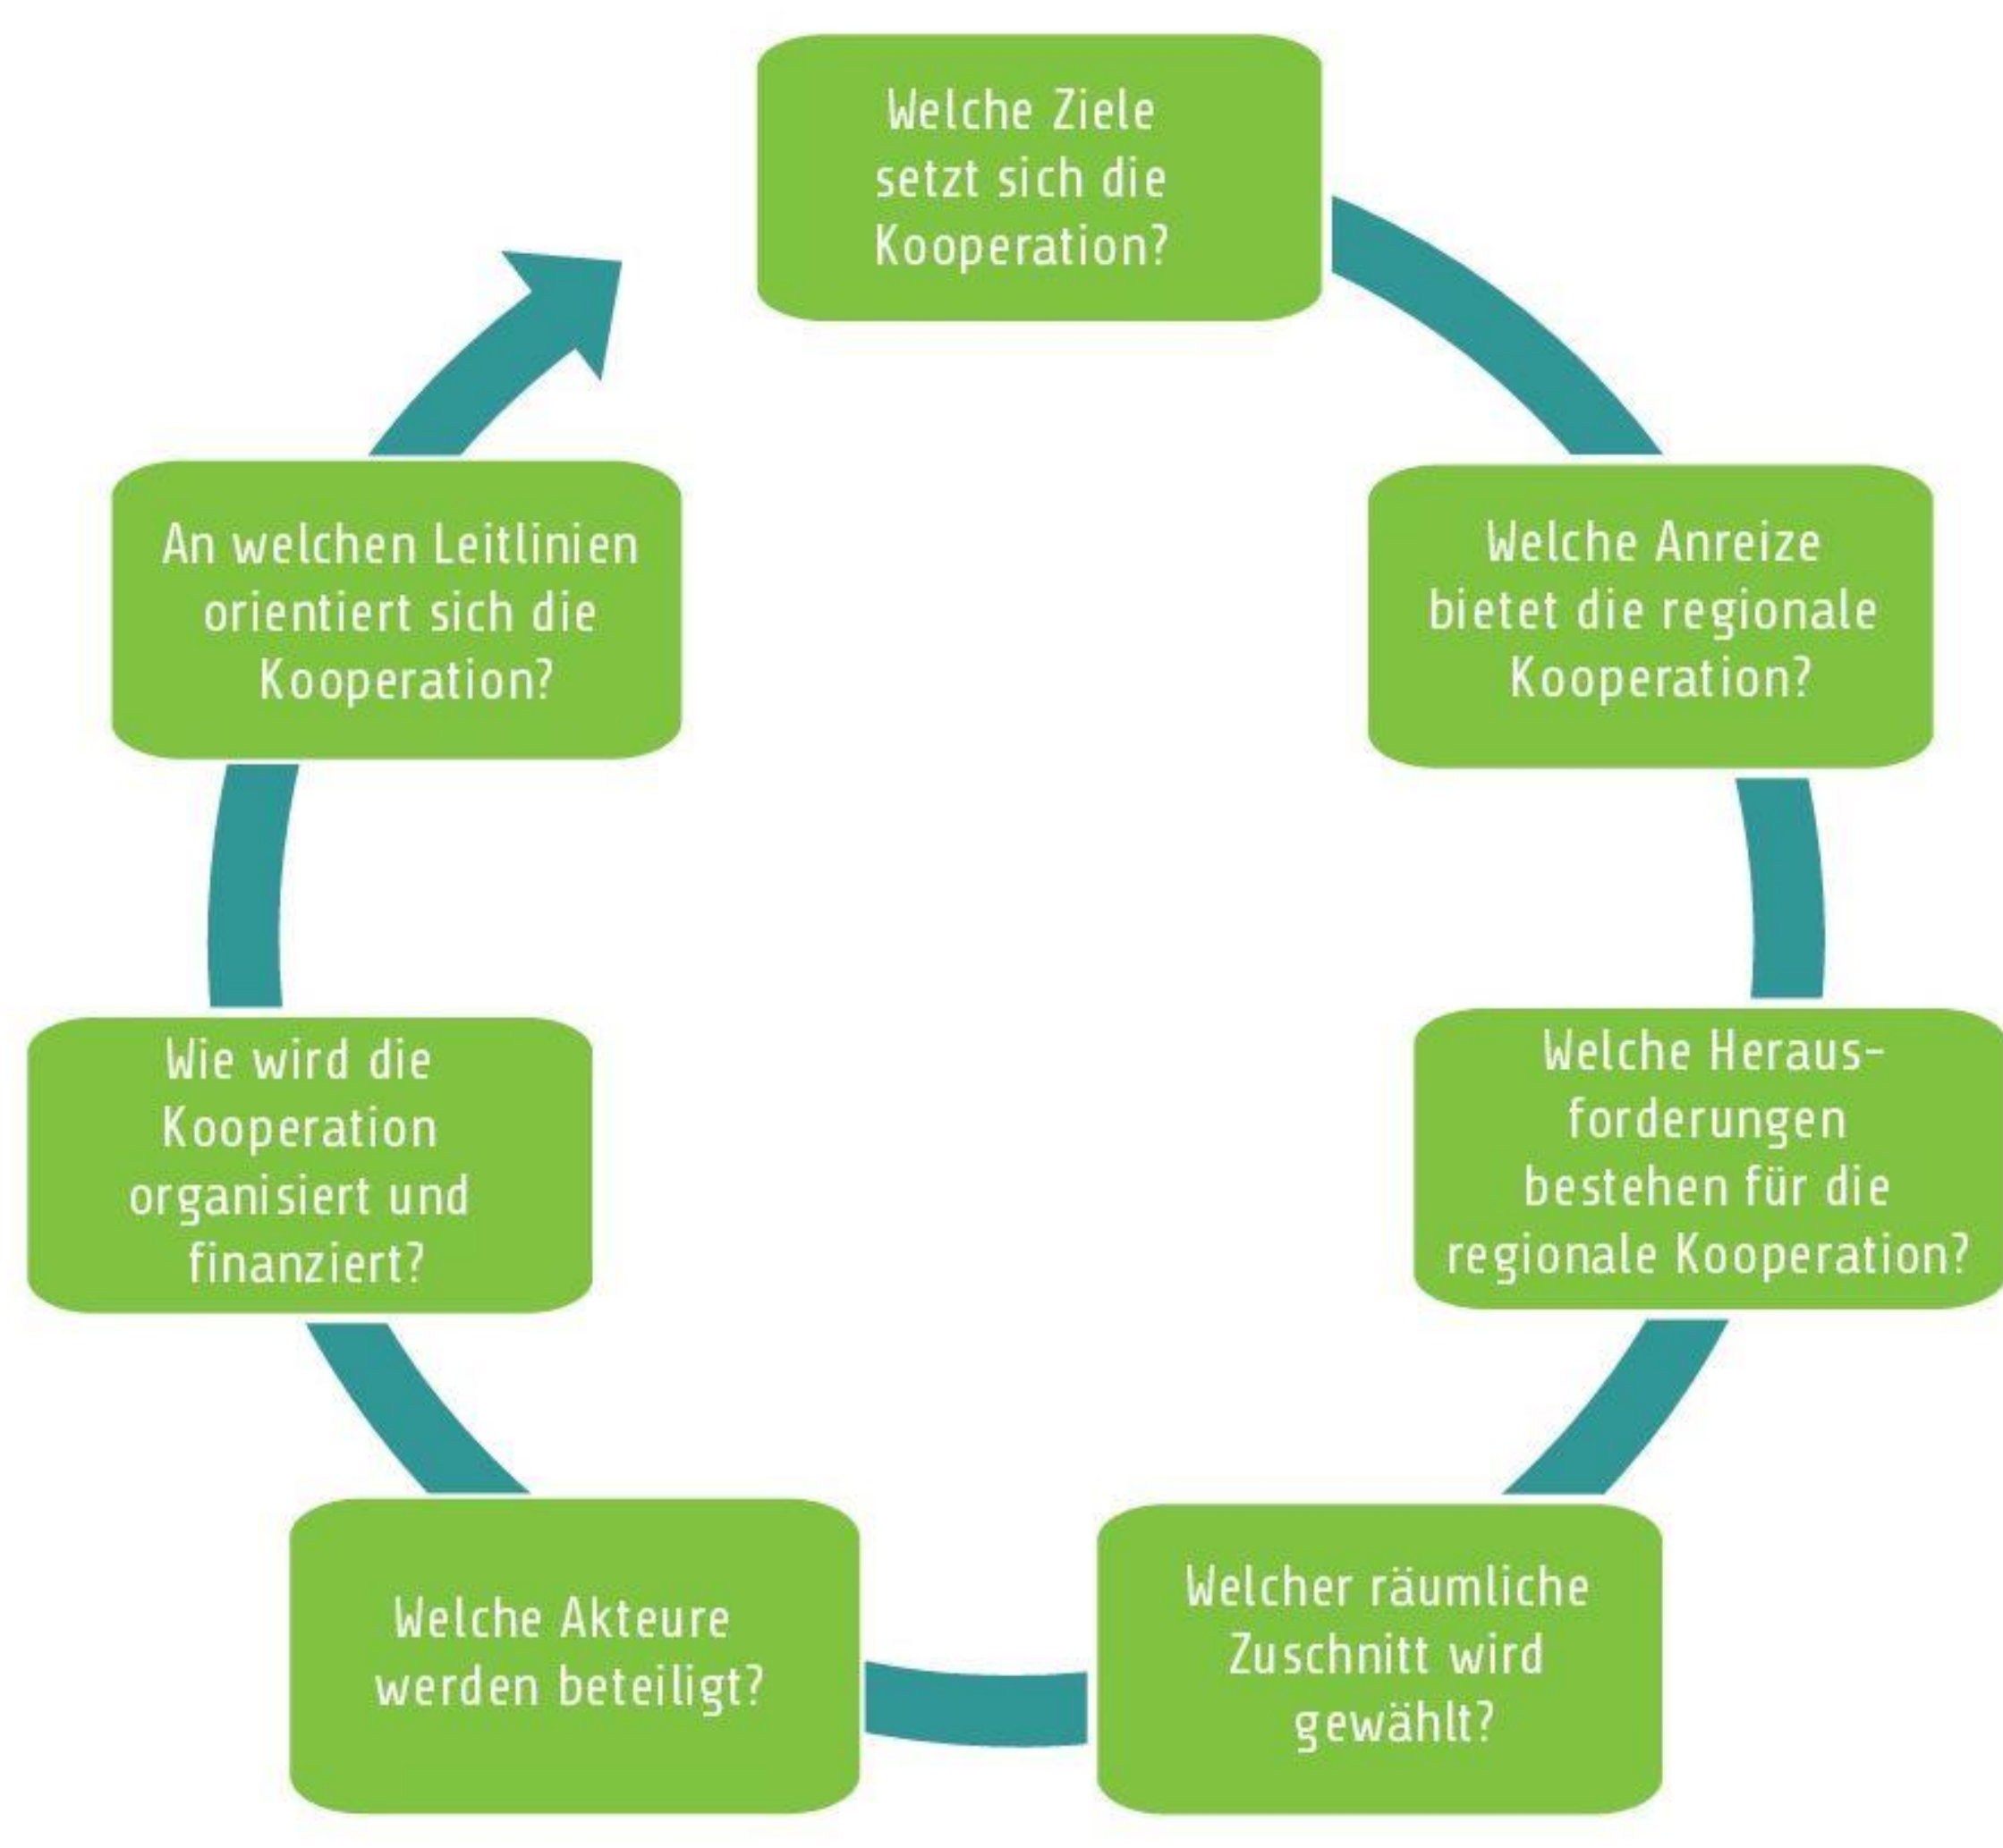 Welche Ziele
setzt sich die
Kooperation?
Welche Anreize
bietet die regionale
Kooperation?
Welche Heraus-
forderungen
bestehen für die
regionale Kooperation?
Welcher räumliche
Zuschnitt wird
gewählt?
Welche Akteure
werden beteiligt?
Wie wird die
Kooperation
organisiert und
finanziert?
An welchen Leitlinien
orientiert sich die
Kooperation?